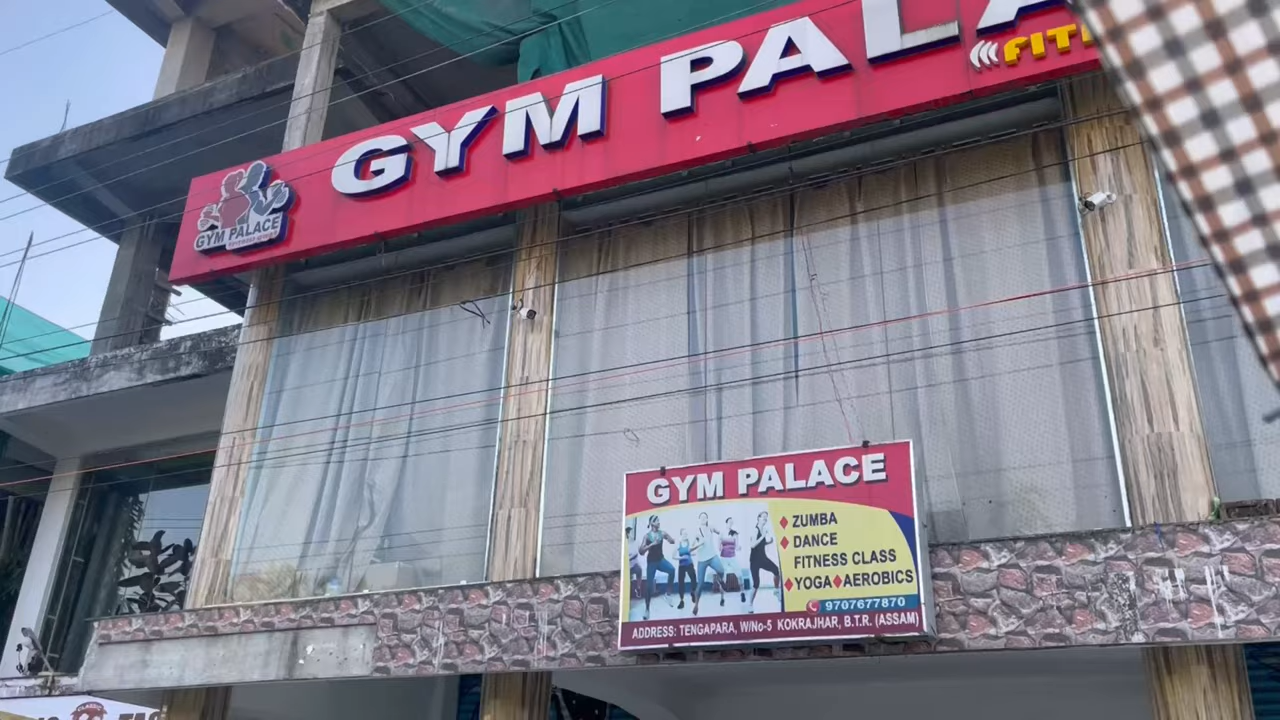 GYM PALA
FIT
GYM PALACE
GYM PALACE
ZUMBA
DANCE
FITNESS CLASS
YOGA AEROBICS
9707677870
ADDRESS: TENGAPARA, W/No-5 KOKRAJHAR, B.T.R. (ASSAM)
CLASSIC